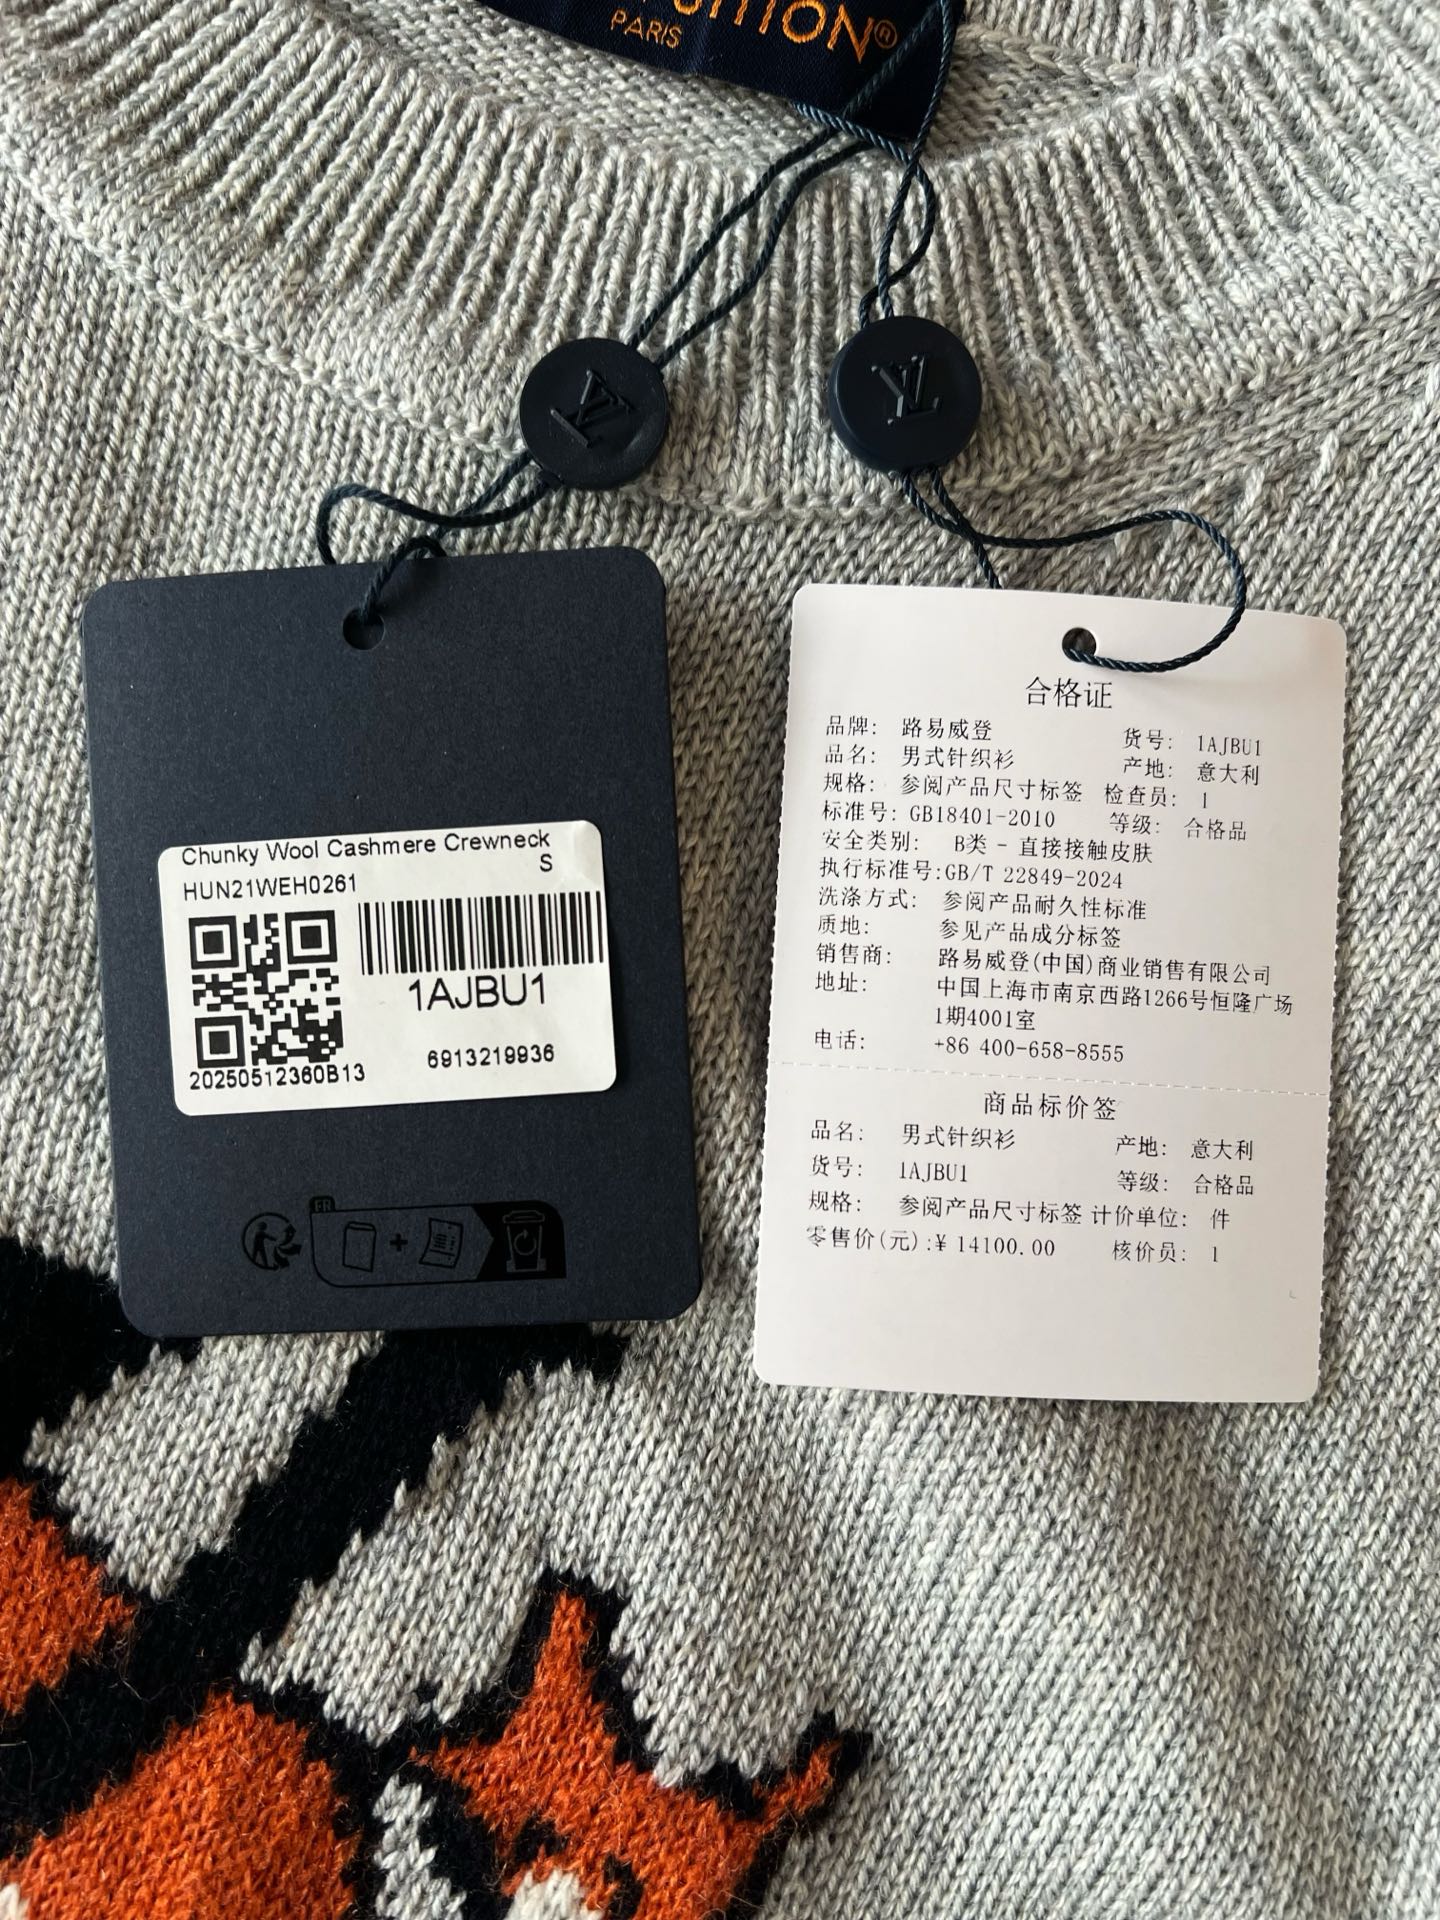 UITTON®
PARIS
Chunky Wool Cashmere Crewneck
S
HUN21WEH0261
1AJBU1
6913219936
20250512360B13
FR
合格证
品牌: 路易威登 货号: 1AJBU1
品名: 男式针织衫 产地: 意大利
规格: 参阅产品尺寸标签 检查员: 1
标准号: GB18401-2010 等级: 合格品
安全类别: B类 - 直接接触皮肤
执行标准号:GB/T 22849-2024
洗涤方式: 参阅产品耐久性标准
质地: 参见产品成分标签
销售商: 路易威登(中国)商业销售有限公司
地址: 中国上海市南京西路1266号恒隆广场
1期4001室
电话: +86 400-658-8555
商品标价签
品名: 男式针织衫 产地: 意大利
货号: 1AJBU1 等级: 合格品
规格: 参阅产品尺寸标签 计价单位: 件
零售价(元):¥ 14100.00 核价员: 1